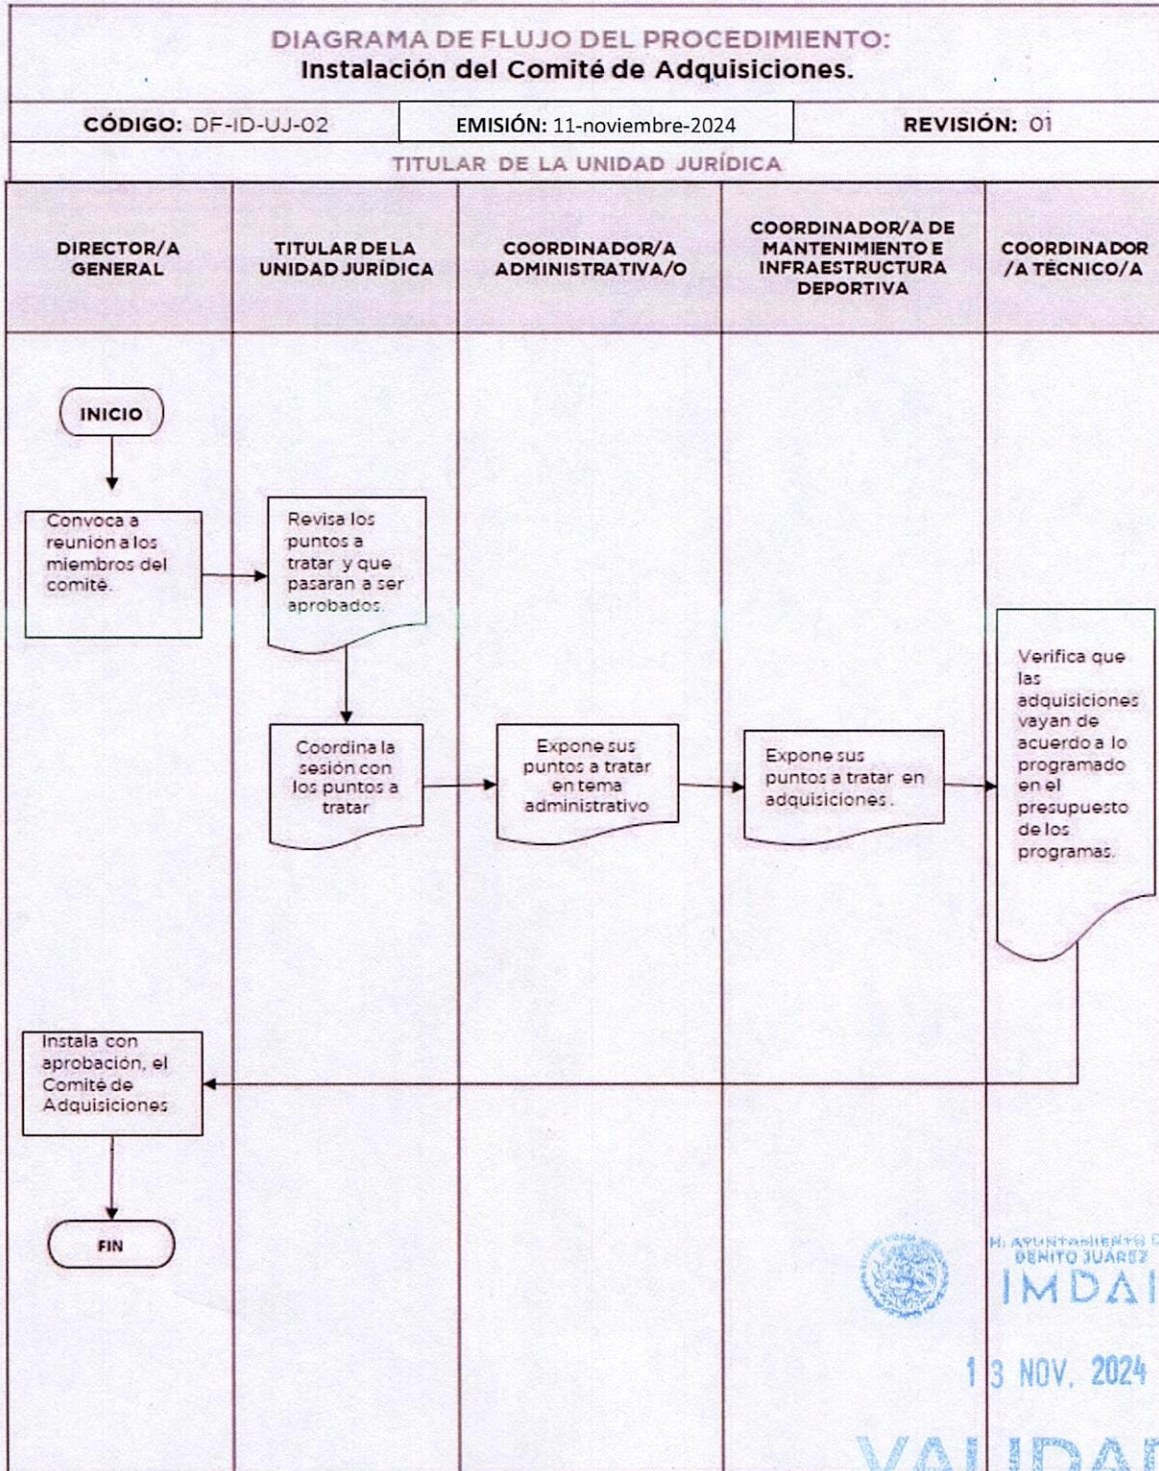 DIAGRAMA DE FLUJO DEL PROCEDIMIENTO:
Instalación del Comité de Adquisiciones.
CÓDIGO: DF-ID-UJ-02
EMISIÓN: 11-noviembre-2024
REVISIÓN: 01
TITULAR DE LA UNIDAD JURÍDICA
DIRECTOR/A
GENERAL
TITULAR DE LA
UNIDAD JURÍDICA
COORDINADOR/A
ADMINISTRATIVA/O
COORDINADOR/A DE
MANTENIMIENTO E
INFRAESTRUCTURA
DEPORTIVA
COORDINADOR
/A TÉCNICO/A
INICIO
Convoca a
reunión a los
miembros del
comité.
Revisa los
puntos a
tratar y que
pasaran a ser
aprobados.
Coordina la
sesión con
los puntos a
tratar
Expone sus
puntos a tratar
en tema
administrativo
Expone sus
puntos a tratar en
adquisiciones.
Verifica que
las
adquisiciones
vayan de
acuerdo a lo
programado
en el
presupuesto
de los
programas.
Instala con
aprobación, el
Comité de
Adquisiciones
FIN
H. AYUNTAMIENTO D
BENITO JUÁREZ
IMDAI
13 NOV. 2024
VALIDAD